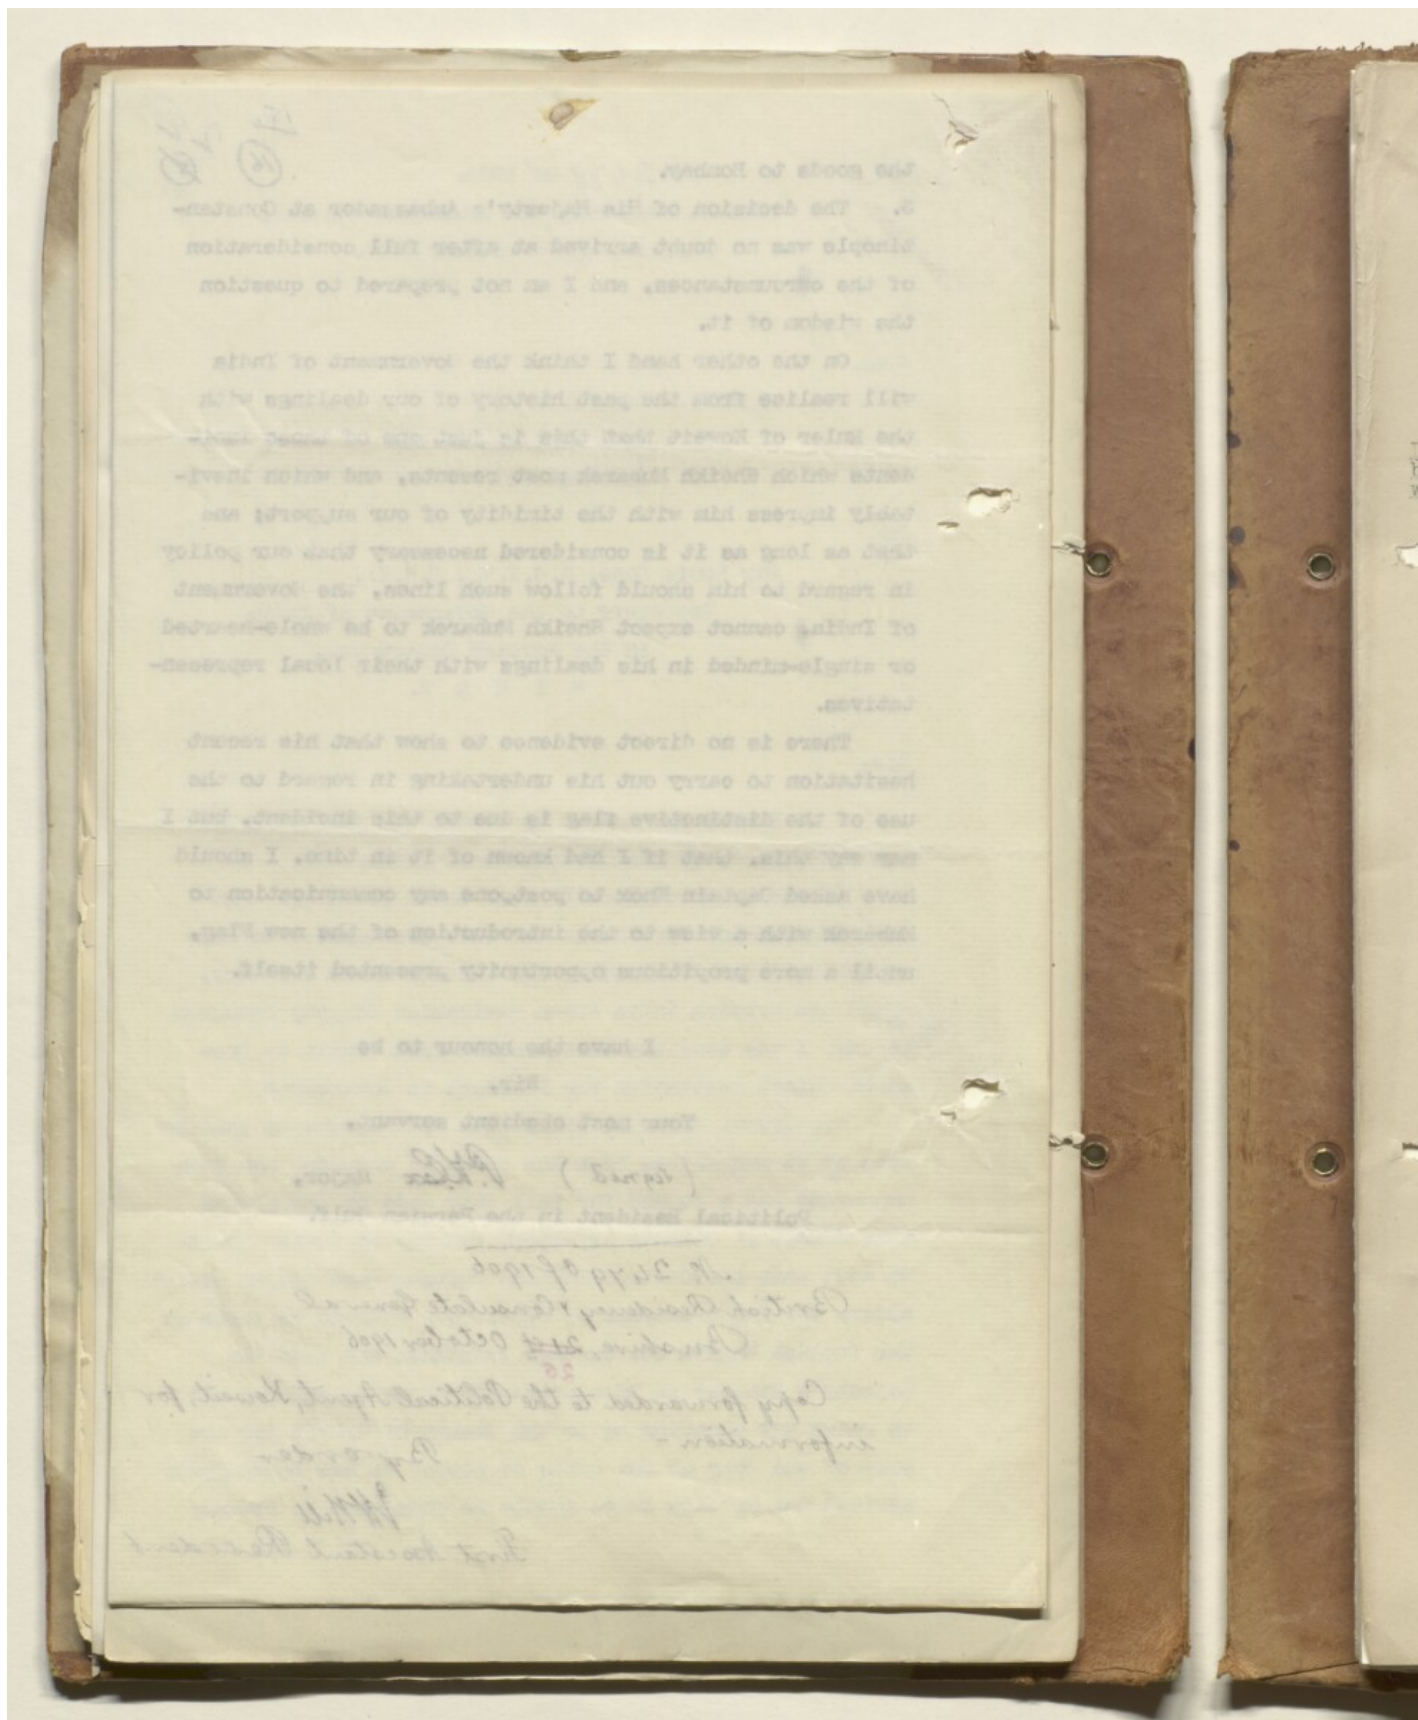 the goods to Bombay.
3. The decision of His Majesty's Ambassador at Constan-
tinople was no doubt arrived at after full consideration
of the circumstances, and I am not prepared to question
the wisdom of it.
On the other hand I think the Government of India
will realise from the past history of our dealings with
the Ruler of Koweit that this is just one of those inci-
dents which Sheikh Mubarak most resents, and which inevi-
tably impress him with the timidity of our support; and
that as long as it is considered necessary that our policy
in regard to him should follow such lines, the Government
of India, cannot expect Sheikh Mubarak to be whole-hearted
or single-minded in his dealings with their local represen-
tatives.
There is no direct evidence to show that his recent
hesitation to carry out his undertaking in regard to the
use of the distinctive flag is due to this incident, but I
may say this, that if I had known of it in time, I should
have asked Captain Knox to postpone any communication to
Mubarak with a view to the introduction of the new Flag,
until a more propitious opportunity presented itself.
I have the honour to be
Sir,
Your most obedient servant,
(signed) P.Z.Cox Major,
Political Resident in the Persian Gulf.
No 2479 of 1906
British Residency & Consulate General
Bushire, 21st October 1906
26
Copy forwarded to the Political Agent, Koweit, for
information -
By order
First Assistant Resident